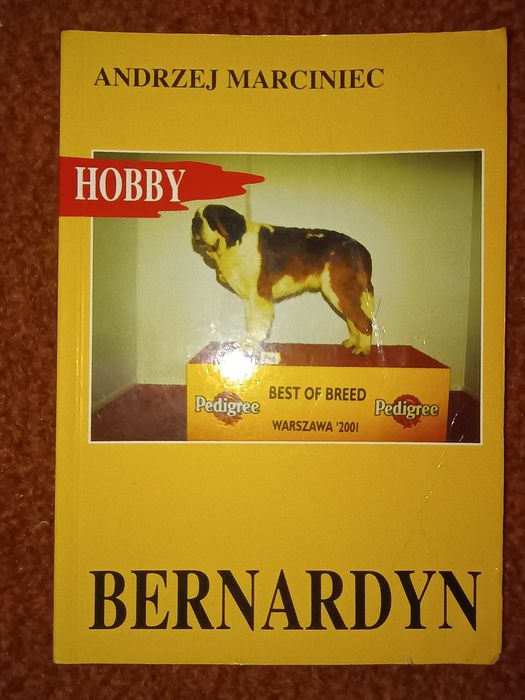 ANDRZEJ MARCINIEC
HOBBY
BEST OF BREED
Pedigree
Pedigree
WARSZAWA '2001
BERNARDYN